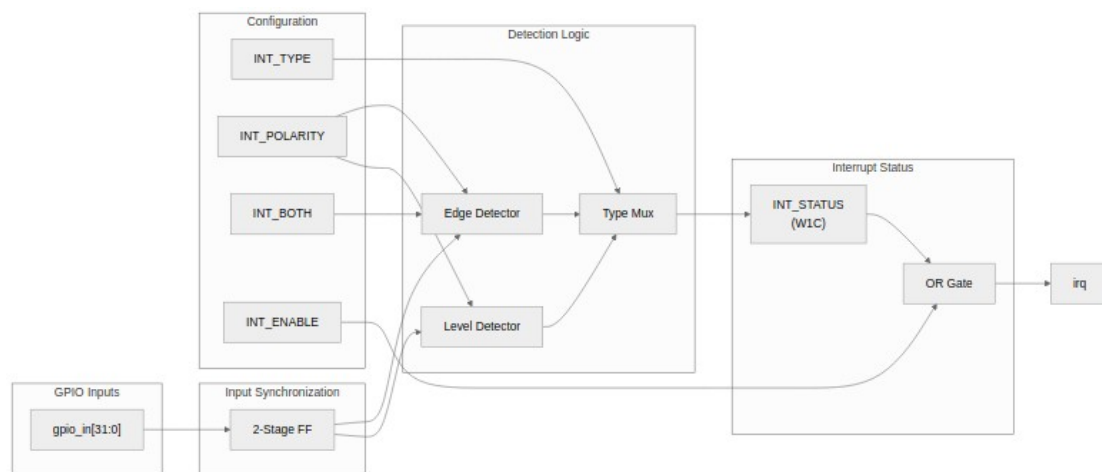 Configuration
INT_TYPE
INT_POLARITY
INT_BOTH
INT_ENABLE
Detection Logic
Edge Detector
Type Mux
Level Detector
Interrupt Status
INT_STATUS
(W1C)
OR Gate
irq
GPIO Inputs
gpio_in[31:0]
Input Synchronization
2-Stage FF